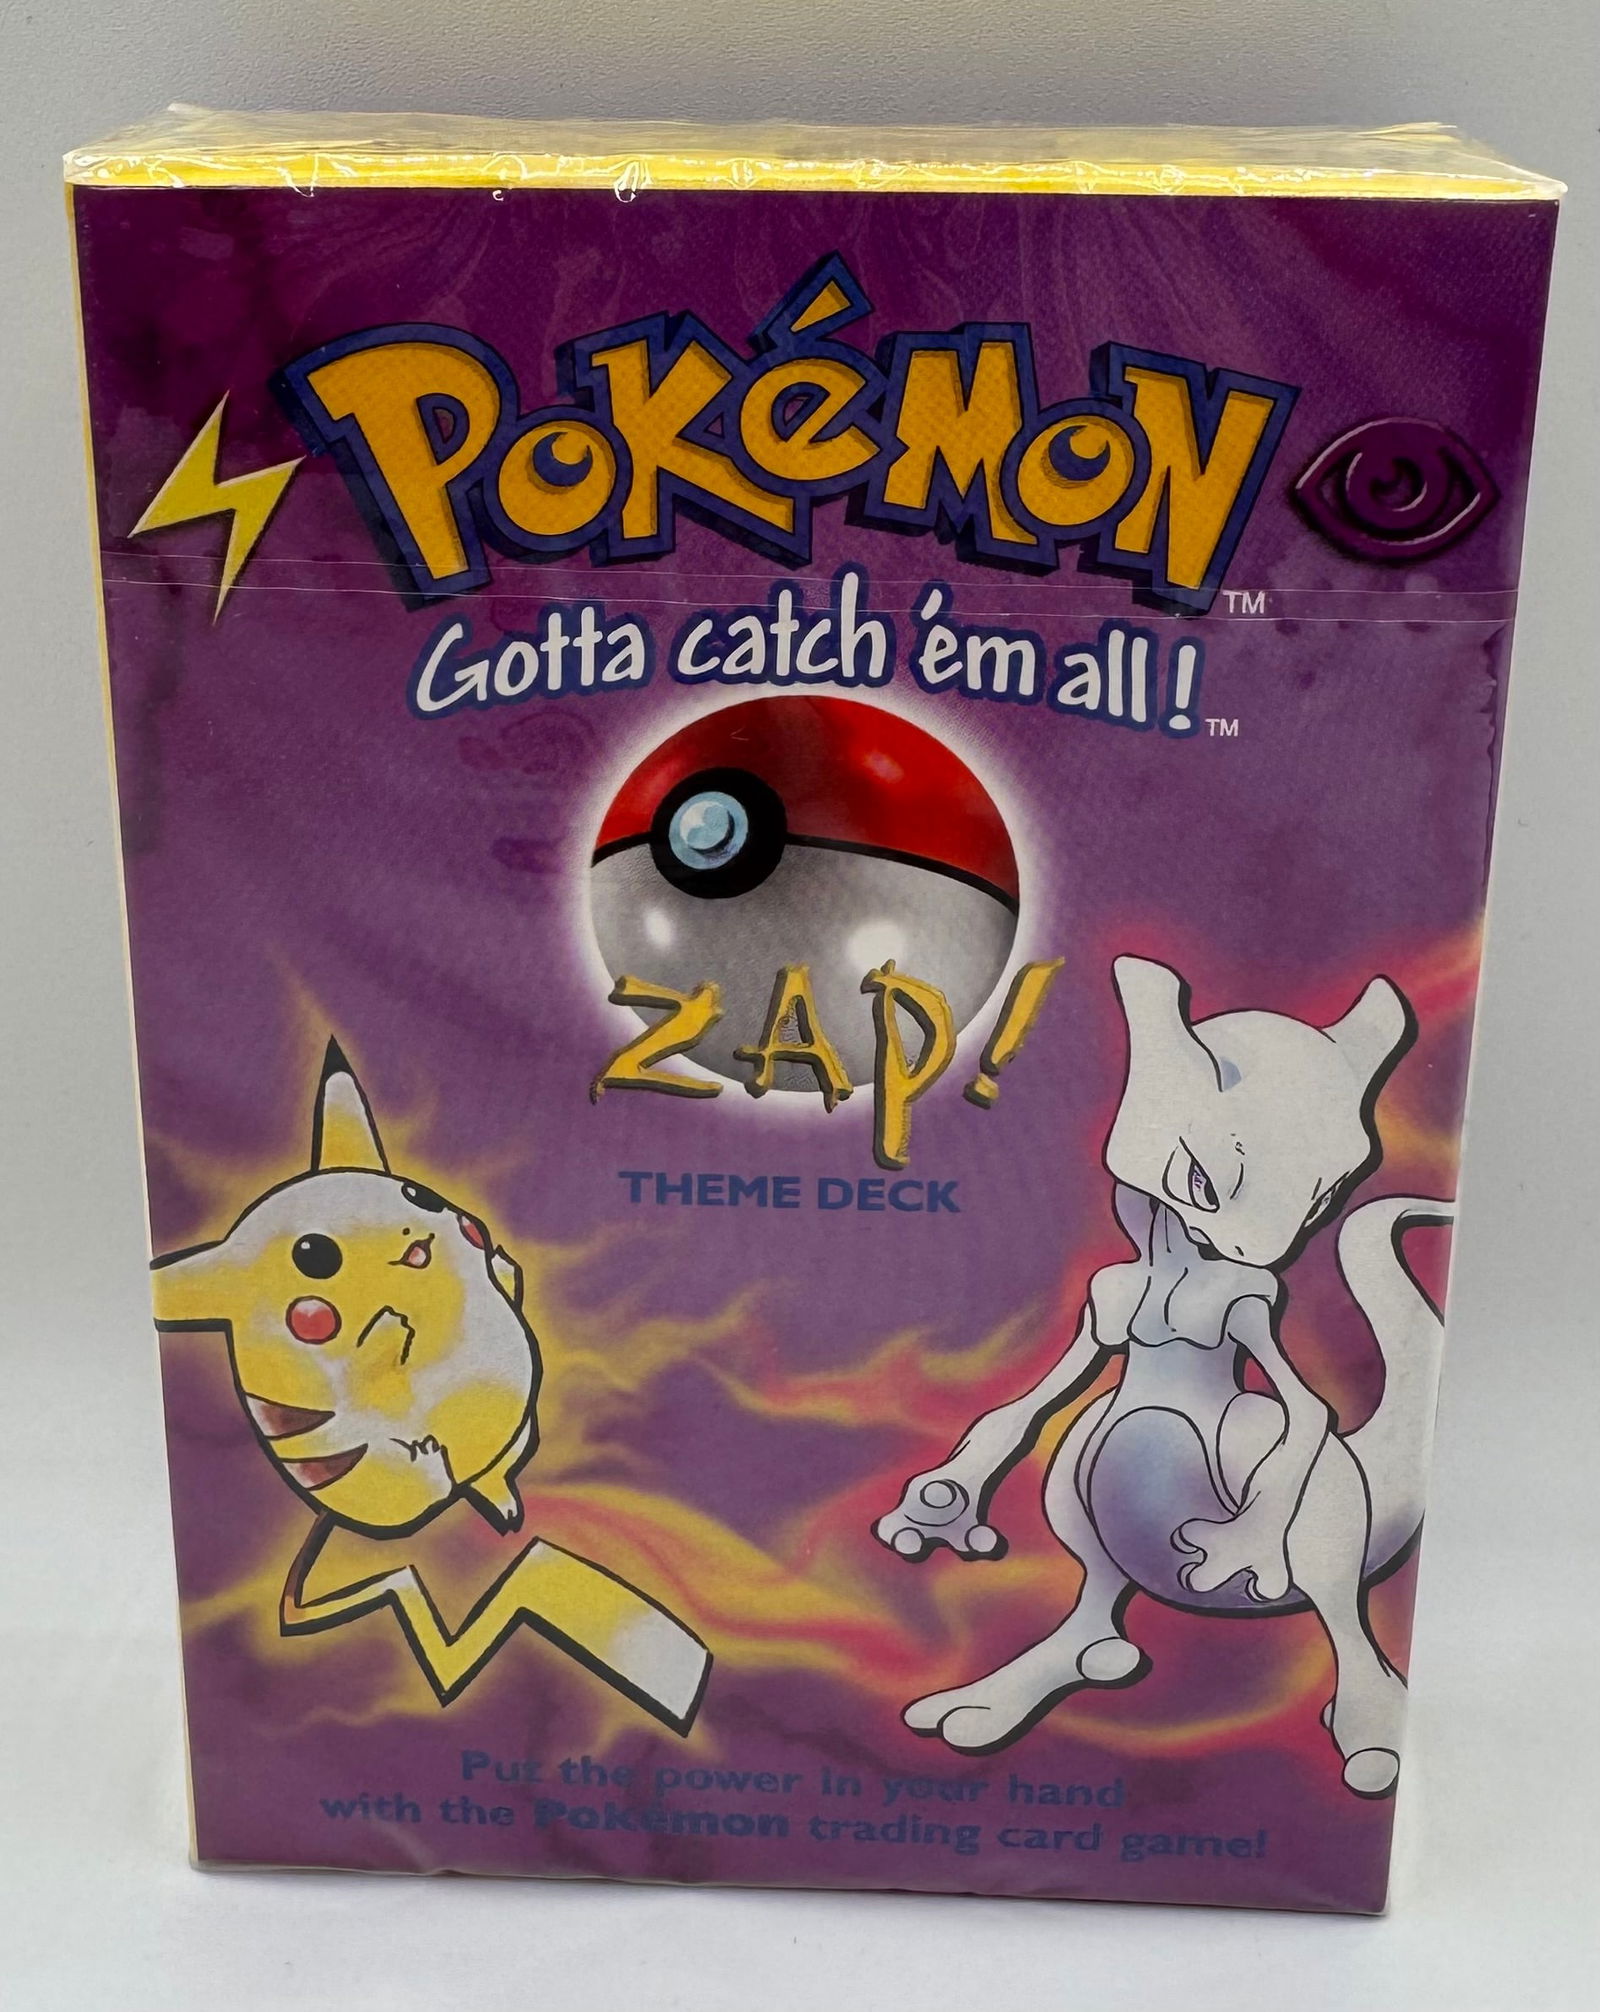 POKéMON
TM
Gotta catch 'em all!
TM
ZAP!
THEME DECK
Put the power in your hand
with the Pokémon trading card game!